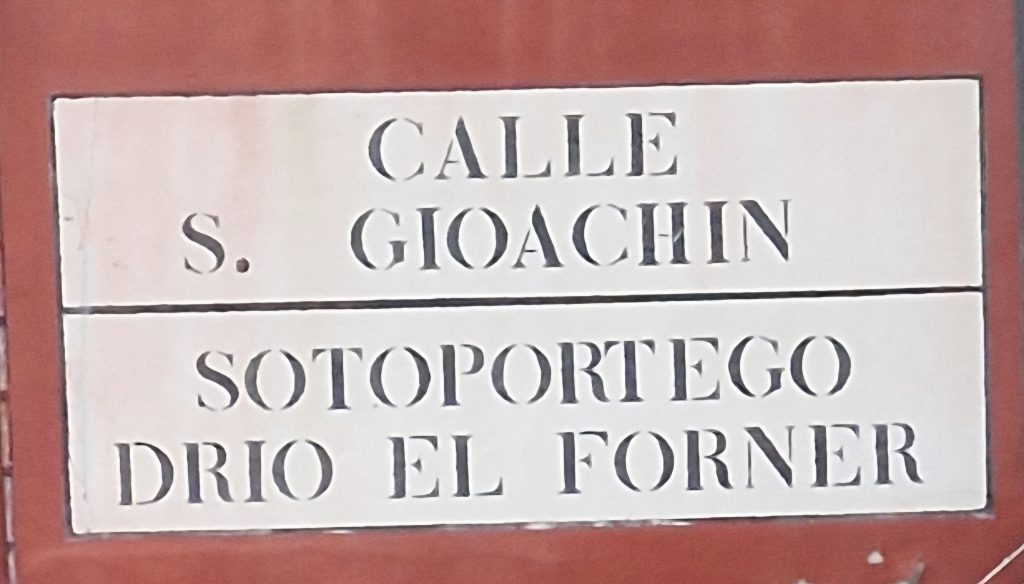 CALLE
S. GIOACHIN
SOTOPORTEGO
DRIO EL FORNER